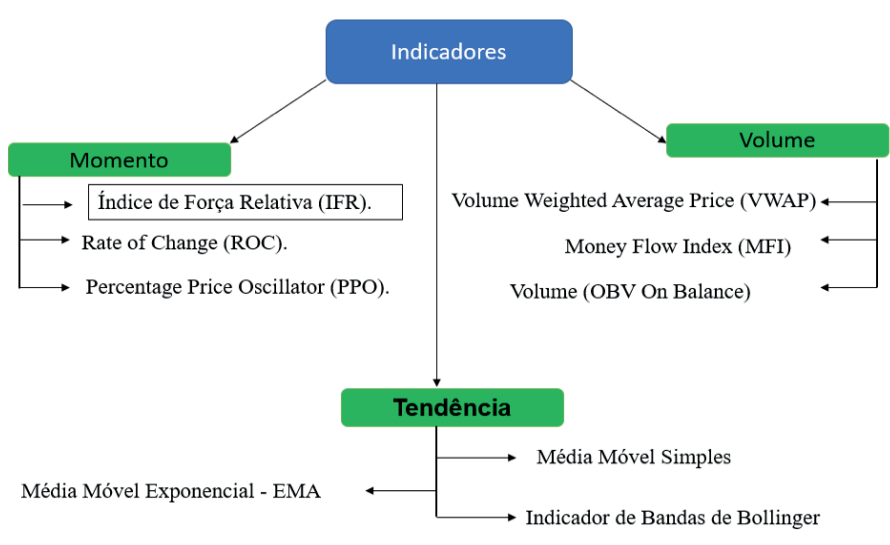 Indicadores
Momento
Índice de Força Relativa (IFR).
Rate of Change (ROC).
Percentage Price Oscillator (PPO).
Volume
Volume Weighted Average Price (VWAP)
Money Flow Index (MFI)
Volume (OBV On Balance)
Tendência
Média Móvel Simples
Média Móvel Exponencial - EMA
Indicador de Bandas de Bollinger